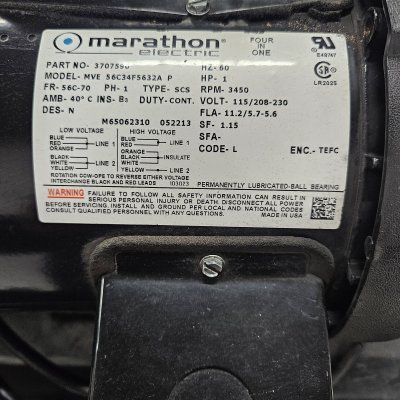 marathon
electric
FOUR
IN
ONE
E49747
LR2025
PART NO- 3707590 HZ- 60
MODEL- MVE 56C34F5632A P HP- 1
FR- 56C-70 PH- 1 TYPE- SCS RPM- 3450
AMB- 40°C INS- B3 DUTY-CONT. VOLT- 115/208-230
DES- N FLA- 11.2/5.7-5.6
M65062310 052213 SF- 1.15
SFA-
CODE- L ENC.- TEFC
LOW VOLTAGE HIGH VOLTAGE
BLUE BLUE
RED LINE 1 RED LINE 1
ORANGE ORANGE
BLACK BLACK INSULATE
WHITE LINE 2 WHITE
YELLOW YELLOW LINE 2
ROTATION CCW-OPE TO REVERSE EITHER VOLTAGE
INTERCHANGE BLACK AND RED LEADS 103023 PERMANENTLY LUBRICATED-BALL BEARING
WARNING FAILURE TO FOLLOW ALL SAFETY INSTRUCTIONS CAN RESULT IN
SERIOUS PERSONAL INJURY OR DEATH. DISCONNECT ALL POWER
BEFORE SERVICING. INSTALL AND GROUND PER LOCAL AND NATIONAL
CODES. CONSULT QUALIFIED PERSONNEL WITH QUESTIONS. MADE IN USA